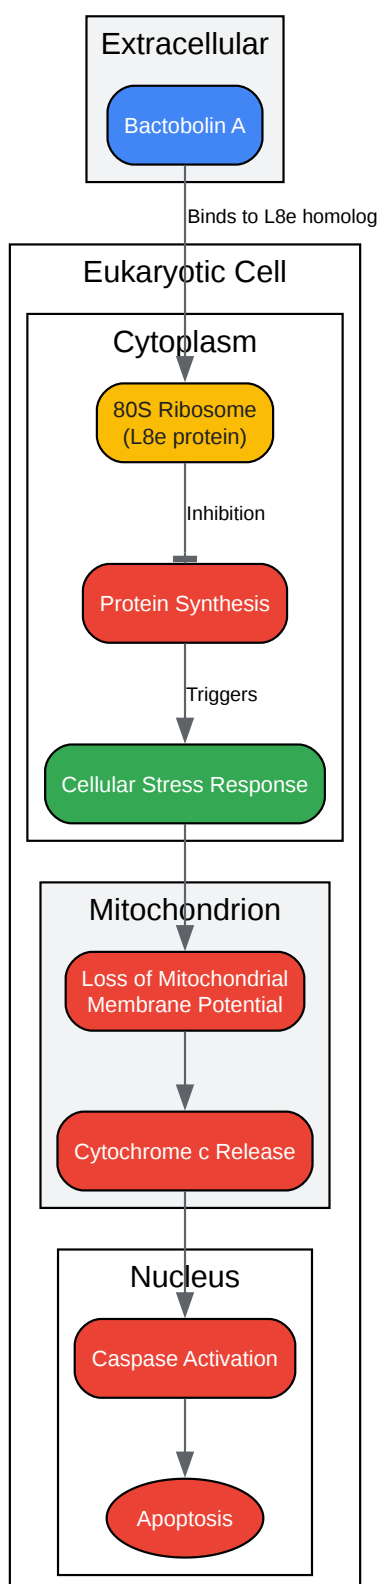 Extracellular
Bactobolin A
Binds to L8e homolog
Eukaryotic Cell
Cytoplasm
80S Ribosome
(L8e protein)
Inhibition
Protein Synthesis
Triggers
Cellular Stress Response
Mitochondrion
Loss of Mitochondrial
Membrane Potential
Cytochrome c Release
Nucleus
Caspase Activation
Apoptosis